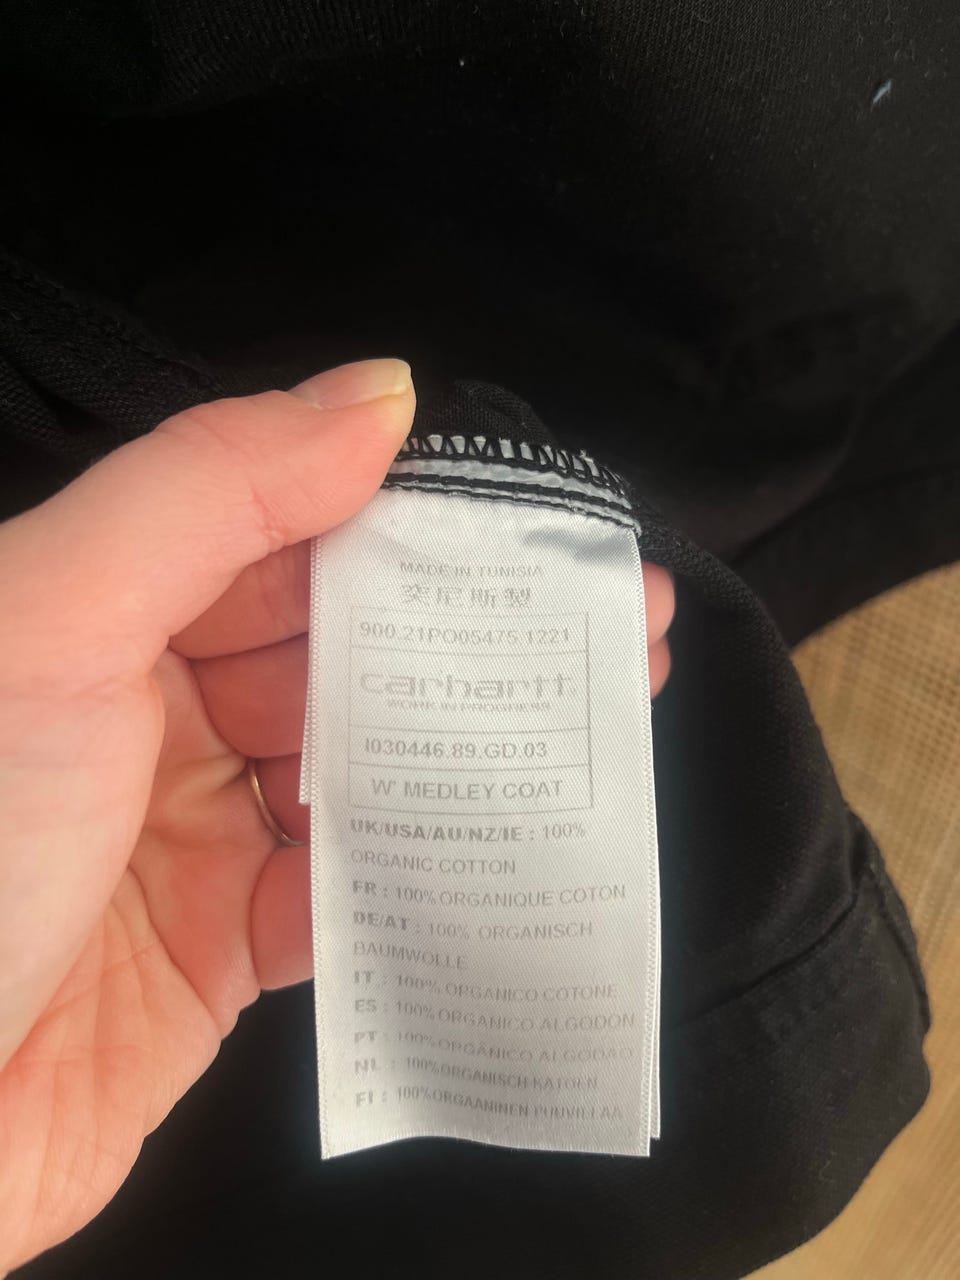 MADE IN TUNISIA
突尼斯製
900.21PO05475.1221
carhartt
WORK IN PROGRESS
I030446.89.GD.03
W' MEDLEY COAT
UK/USA/AU/NZ/IE : 100%
ORGANIC COTTON
FR : 100% ORGANIQUE COTON
DE/AT : 100% ORGANISCH
BAUMWOLLE
IT : 100% ORGANICO COTONE
ES : 100% ORGANICO ALGODON
PT : 100% ORGÂNICO ALGODAO
NL : 100% ORGANISCH KATOEN
FI : 100% ORGAANINEN PUUVILLAA